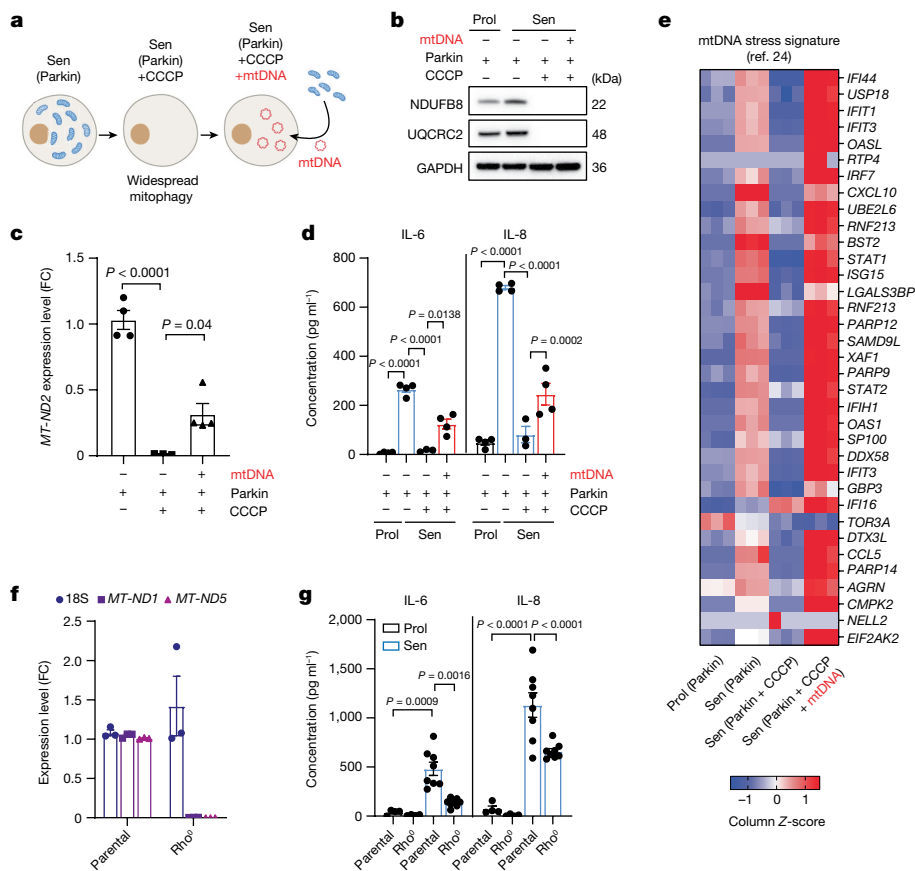 a
Sen
(Parkin)
Sen
(Parkin)
+CCCP
Sen
(Parkin)
+CCCP
+mtDNA
mtDNA
Widespread
mitophagy
b
Prol Sen
mtDNA – – – +
Parkin + + + +
CCCP – – + + (kDa)
NDUFB8 22
UQCRC2 48
GAPDH 36
c
MT-ND2 expression level (FC)
1.5
1.0
0.5
0
P < 0.0001
P = 0.04
– – +
+ + +
– + +
mtDNA
Parkin
CCCP
d
IL-6 IL-8
Concentration (pg ml⁻¹)
800
600
400
200
0
P < 0.0001
P < 0.0001
P = 0.0138
P < 0.0001
P < 0.0001
P = 0.0002
– – – + – – – + mtDNA
+ + + + + + + + Parkin
– – + + – – + + CCCP
Prol Sen Prol Sen
e
mtDNA stress signature
(ref. 24)
IFI44
USP18
IFIT1
IFIT3
OASL
RTP4
IRF7
CXCL10
UBE2L6
RNF213
BST2
STAT1
ISG15
LGALS3BP
RNF213
PARP12
SAMD9L
XAF1
PARP9
STAT2
IFIH1
OAS1
SP100
DDX58
IFIT3
GBP3
IFI16
TOR3A
DTX3L
CCL5
PARP14
AGRN
CMPK2
NELL2
EIF2AK2
Prol (Parkin)
Sen (Parkin)
Sen (Parkin + CCCP)
Sen (Parkin + CCCP
+ mtDNA)
–1 0 1
Column Z-score
f
18S MT-ND1 MT-ND5
Expression level (FC)
2.5
2.0
1.5
1.0
0.5
0
Parental
Rho⁰
g
IL-6 IL-8
Prol
Sen
Concentration (pg ml⁻¹)
2,000
1,500
1,000
500
0
P = 0.0009
P = 0.0016
P < 0.0001
P < 0.0001
Parental
Rho⁰
Parental
Rho⁰
Parental
Rho⁰
Parental
Rho⁰